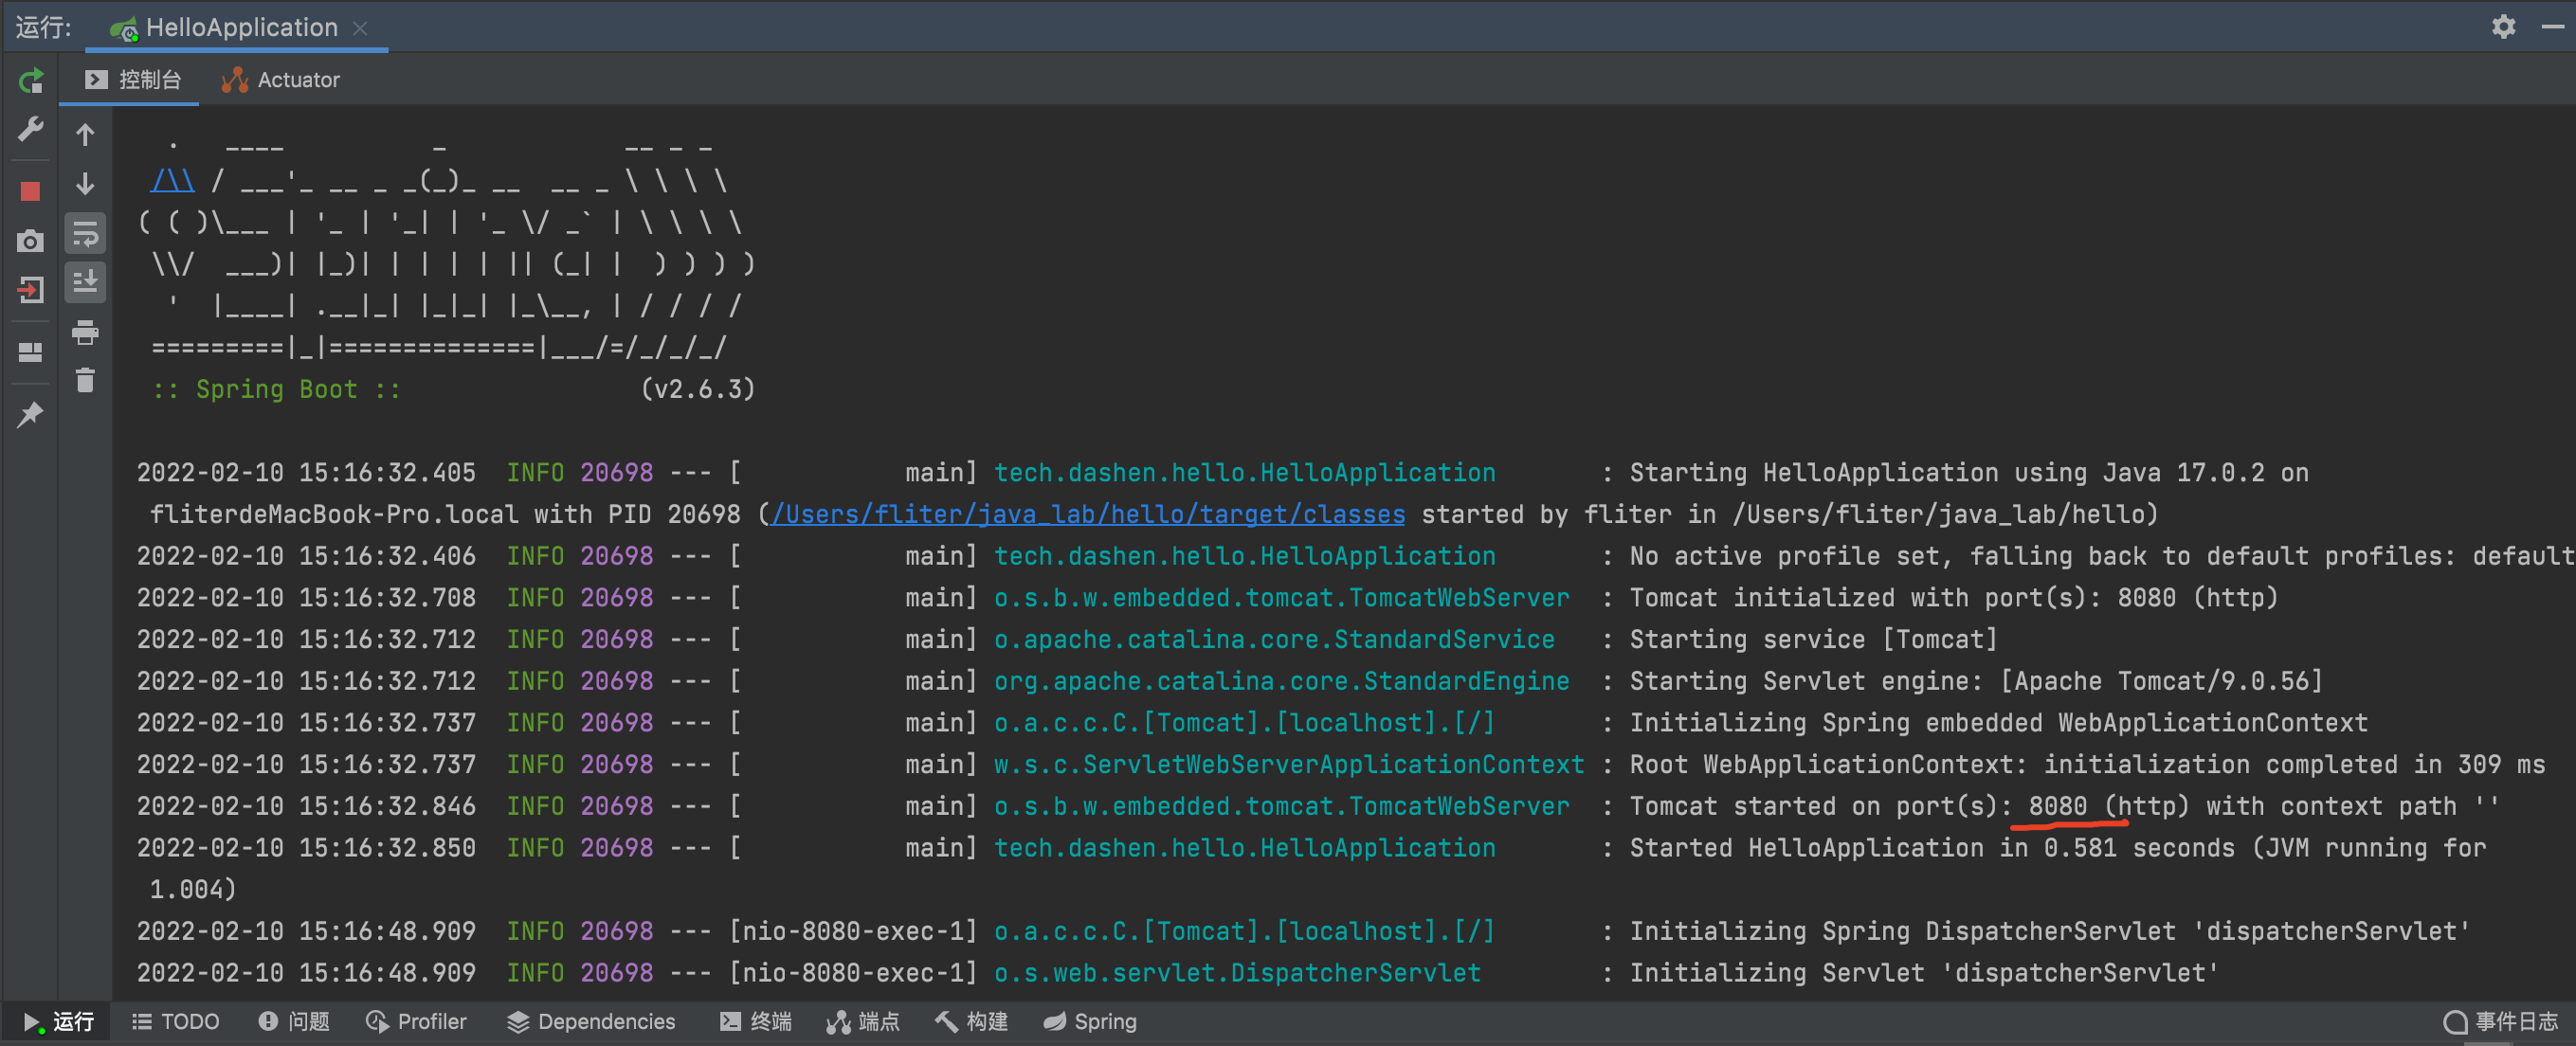 运行: HelloApplication
控制台 Actuator
  .   ____          _            __ _ _
 /\\ / ___'_ __ _ _(_)_ __  __ _ \ \ \ \
( ( )\___ | '_ | '_| | '_ \/ _` | \ \ \ \
 \\/  ___)| |_)| | | | | || (_| |  ) ) ) )
  '  |____| .__|_| |_|_| |_\__, | / / / /
 =========|_|==============|___/=/_/_/_/
 :: Spring Boot ::                (v2.6.3)
2022-02-10 15:16:32.405  INFO 20698 --- [           main] tech.dashen.hello.HelloApplication       : Starting HelloApplication using Java 17.0.2 on
 fliterdeMacBook-Pro.local with PID 20698 (/Users/fliter/java_lab/hello/target/classes started by fliter in /Users/fliter/java_lab/hello)
2022-02-10 15:16:32.406  INFO 20698 --- [           main] tech.dashen.hello.HelloApplication       : No active profile set, falling back to default profiles: default
2022-02-10 15:16:32.708  INFO 20698 --- [           main] o.s.b.w.embedded.tomcat.TomcatWebServer  : Tomcat initialized with port(s): 8080 (http)
2022-02-10 15:16:32.712  INFO 20698 --- [           main] o.apache.catalina.core.StandardService   : Starting service [Tomcat]
2022-02-10 15:16:32.712  INFO 20698 --- [           main] org.apache.catalina.core.StandardEngine  : Starting Servlet engine: [Apache Tomcat/9.0.56]
2022-02-10 15:16:32.737  INFO 20698 --- [           main] o.a.c.c.C.[Tomcat].[localhost].[/]       : Initializing Spring embedded WebApplicationContext
2022-02-10 15:16:32.737  INFO 20698 --- [           main] w.s.c.ServletWebServerApplicationContext : Root WebApplicationContext: initialization completed in 309 ms
2022-02-10 15:16:32.846  INFO 20698 --- [           main] o.s.b.w.embedded.tomcat.TomcatWebServer  : Tomcat started on port(s): 8080 (http) with context path ''
2022-02-10 15:16:32.850  INFO 20698 --- [           main] tech.dashen.hello.HelloApplication       : Started HelloApplication in 0.581 seconds (JVM running for
 1.004)
2022-02-10 15:16:48.909  INFO 20698 --- [nio-8080-exec-1] o.a.c.c.C.[Tomcat].[localhost].[/]       : Initializing Spring DispatcherServlet 'dispatcherServlet'
2022-02-10 15:16:48.909  INFO 20698 --- [nio-8080-exec-1] o.s.web.servlet.DispatcherServlet        : Initializing Servlet 'dispatcherServlet'
运行 TODO 问题 Profiler Dependencies 终端 端点 构建 Spring 事件日志